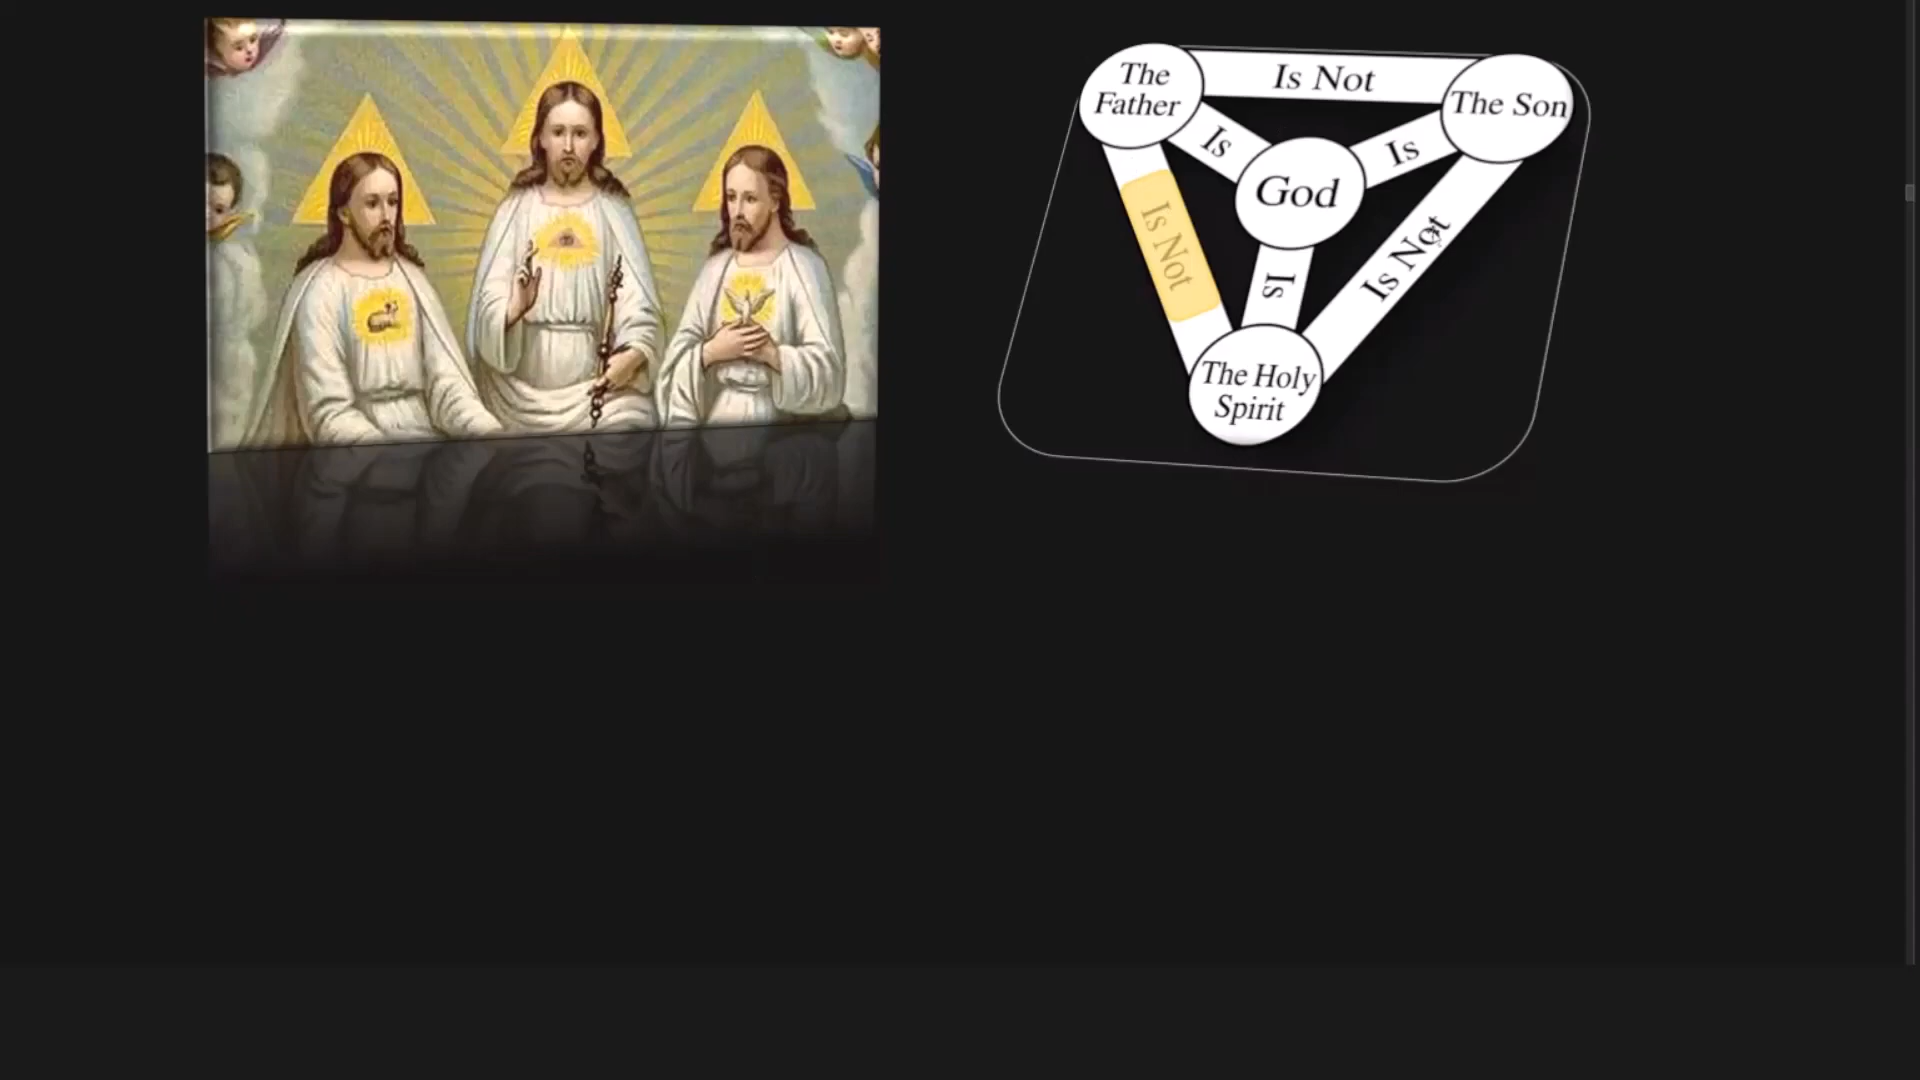 The
Father
Is Not
The Son
Is
Is
God
Is Not
Is Not
Is
The Holy
Spirit